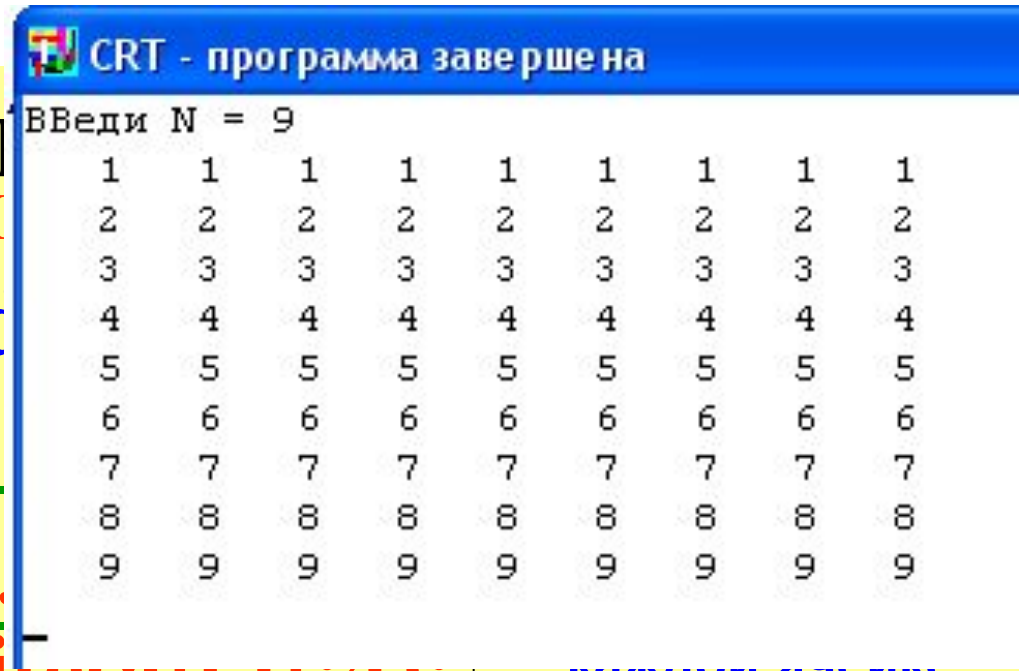 CRT - программа завершена
ВВеди N = 9
1 1 1 1 1 1 1 1 1
2 2 2 2 2 2 2 2 2
3 3 3 3 3 3 3 3 3
4 4 4 4 4 4 4 4 4
5 5 5 5 5 5 5 5 5
6 6 6 6 6 6 6 6 6
7 7 7 7 7 7 7 7 7
8 8 8 8 8 8 8 8 8
9 9 9 9 9 9 9 9 9